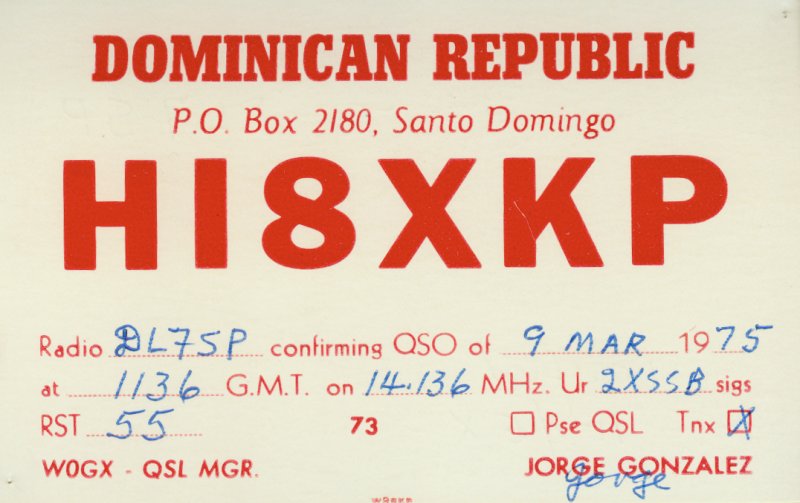 DOMINICAN REPUBLIC
P.O. Box 2180, Santo Domingo
HI8XKP
Radio DL7SP confirming QSO of 9 MAR 1975
at 1136 G.M.T. on 14.136 MHz. Ur 2XSSB sigs
RST 55 73 Pse QSL Tnx X
W0GX - QSL MGR. JORGE GONZALEZ
Jorge